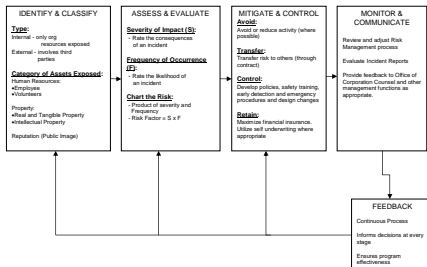 IDENTIFY & CLASSIFY
Type:
Internal - only org
resources exposed
External - involves third
parties
Category of Assets Exposed:
Human Resources:
•Employee
•Volunteers
Property:
•Real and Tangible Property
•Intellectual Property
Reputation (Public Image)
ASSESS & EVALUATE
Severity of Impact (S):
- Rate the consequences
of an incident
Frequency of Occurrence
(F):
- Rate the likelihood of
an incident
Chart the Risk:
- Product of severity and
Frequency
- Risk Factor = S x F
MITIGATE & CONTROL
Avoid:
Avoid or reduce activity (where
possible)
Transfer:
Transfer risk to others (through
contract)
Control:
Develop policies, safety training,
early detection and emergency
procedures and design changes
Retain:
Maximize financial insurance.
Utilize self underwriting where
appropriate
MONITOR &
COMMUNICATE
Review and adjust Risk
Management process
Evaluate Incident Reports
Provide feedback to Office of
Corporation Counsel and other
management functions as
appropriate.
FEEDBACK
Continuous Process
Informs decisions at every
stage
Ensures program
effectiveness